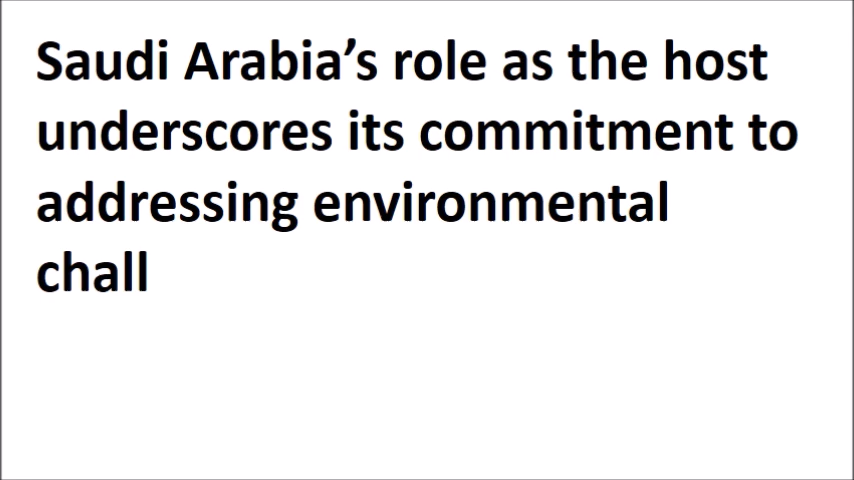 Saudi Arabia’s role as the host
underscores its commitment to
addressing environmental
chall